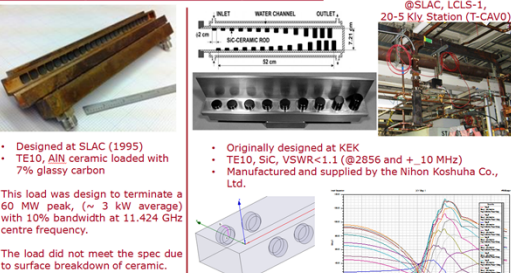 @SLAC, LCLS-1,
20-5 Kly Station (T-CAV0)
INLET WATER CHANNEL OUTLET
SiC-CERAMIC ROD
52 cm
• Designed at SLAC (1995)
• TE10, AlN ceramic loaded with
7% glassy carbon
This load was design to terminate a
60 MW peak, (~ 3 kW average)
with 10% bandwidth at 11.424 GHz
centre frequency.
The load did not meet the spec due
to surface breakdown of ceramic.
• Originally designed at KEK
• TE10, SiC, VSWR<1.1 (@2856 and +_10 MHz)
• Manufactured and supplied by the Nihon Koshuha Co.,
Ltd.